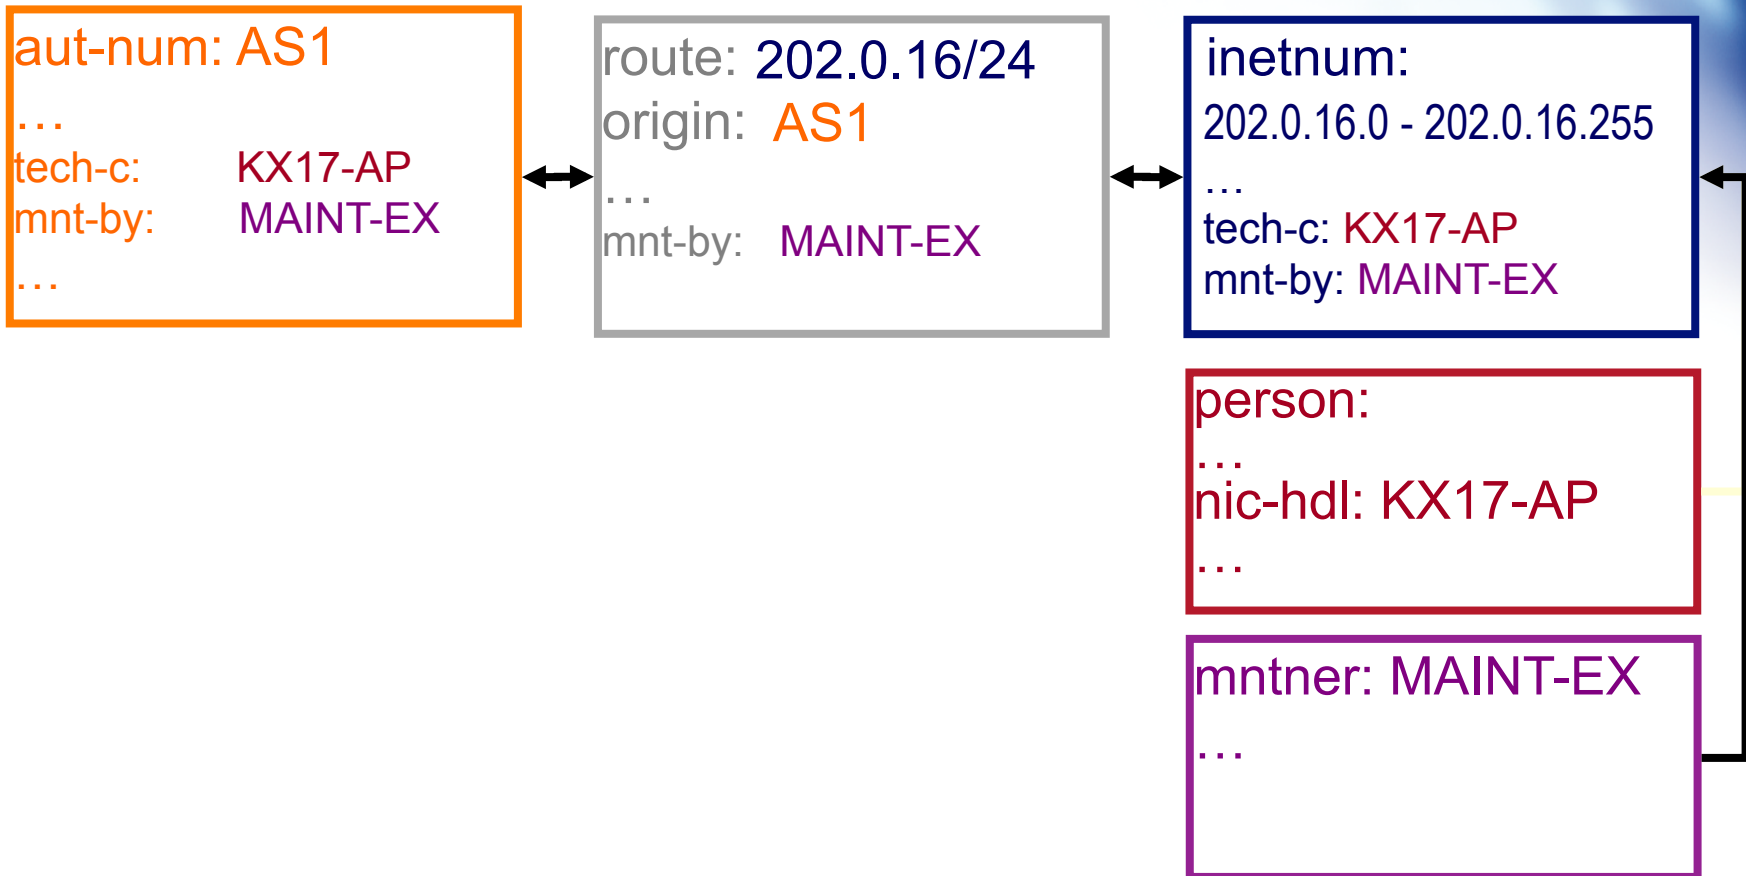 aut-num: AS1
…
tech-c: KX17-AP
mnt-by: MAINT-EX
…
route: 202.0.16/24
origin: AS1
…
mnt-by: MAINT-EX
inetnum:
202.0.16.0 - 202.0.16.255
…
tech-c: KX17-AP
mnt-by: MAINT-EX
person:
…
nic-hdl: KX17-AP
…
mntner: MAINT-EX
…